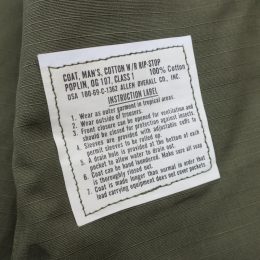 COAT, MAN'S, COTTON W/R RIP-STOP
POPLIN, OG 107, CLASS 1
100% Cotton
DSA 100-69-C-1362 ALLEN OVERALL CO., INC.
INSTRUCTION LABEL
1. Wear as outer garment in tropical areas.
2. Wear outside of trousers.
3. Front closure can be opened for ventilation and
should be closed for protection against insects.
4. Sleeves are provided with adjustable cuffs to
permit sleeves to be rolled up.
5. A drain hole is provided at the bottom of each
pocket to allow water to drain out.
6. Coat can be hand laundered. Make sure all soap
is thoroughly rinsed out.
7. Coat is made longer than normal in order that
load carrying equipment does not cover pockets